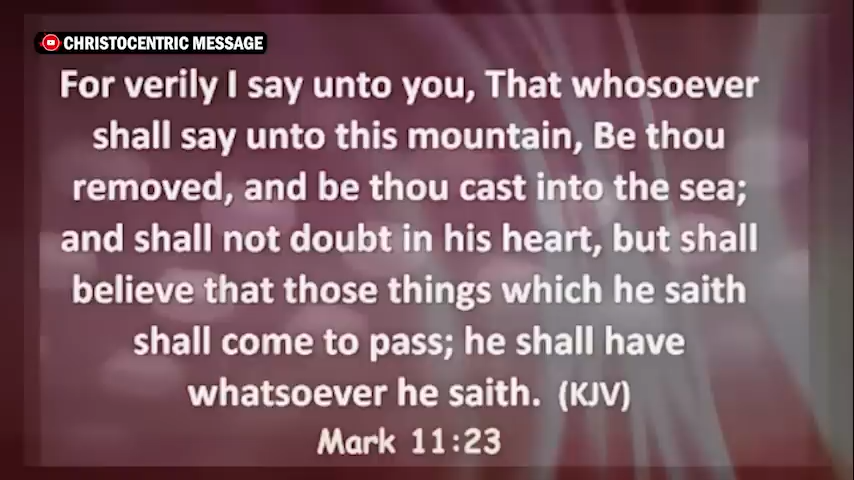 CHRISTOCENTRIC MESSAGE
For verily I say unto you, That whosoever
shall say unto this mountain, Be thou
removed, and be thou cast into the sea;
and shall not doubt in his heart, but shall
believe that those things which he saith
shall come to pass; he shall have
whatsoever he saith. (KJV)
Mark 11:23